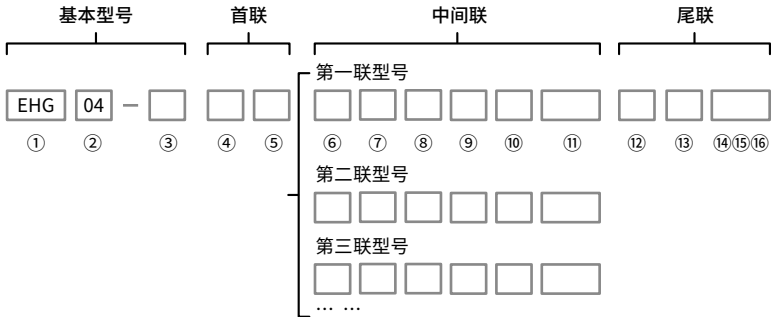 基本型号 首联 中间联 尾联
第一联型号
EHG 04 –
① ② ③ ④ ⑤ ⑥ ⑦ ⑧ ⑨ ⑩ ⑪ ⑫ ⑬ ⑭⑮⑯
第二联型号
第三联型号
… …